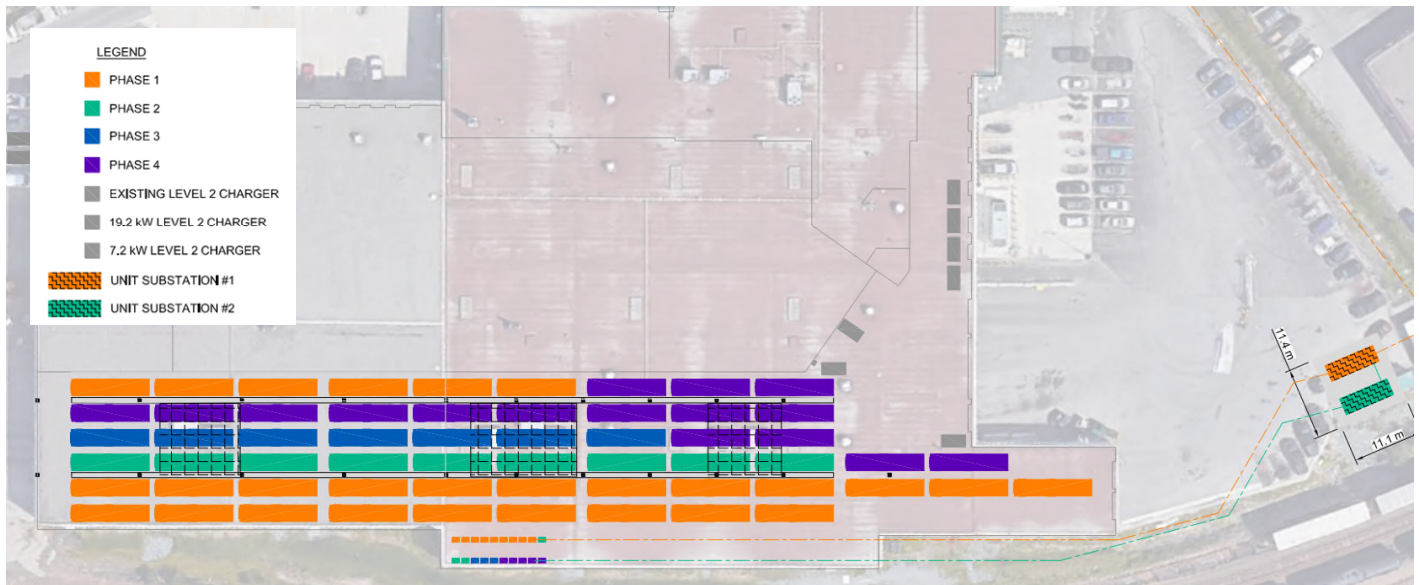 LEGEND
PHASE 1
PHASE 2
PHASE 3
PHASE 4
EXISTING LEVEL 2 CHARGER
19.2 kW LEVEL 2 CHARGER
7.2 kW LEVEL 2 CHARGER
UNIT SUBSTATION #1
UNIT SUBSTATION #2
11.4 m
11.1 m